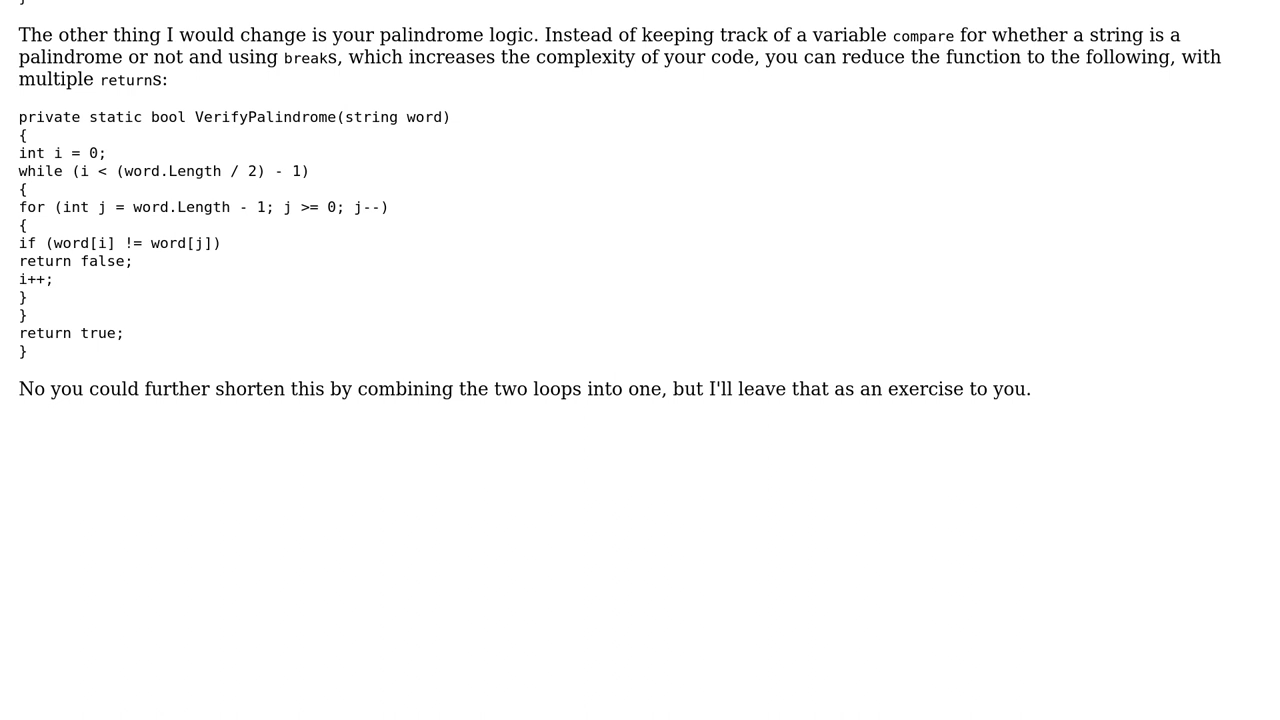 }
The other thing I would change is your palindrome logic. Instead of keeping track of a variable compare for whether a string is a
palindrome or not and using breaks, which increases the complexity of your code, you can reduce the function to the following, with
multiple returns:
private static bool VerifyPalindrome(string word)
{
int i = 0;
while (i < (word.Length / 2) - 1)
{
for (int j = word.Length - 1; j >= 0; j--)
{
if (word[i] != word[j])
return false;
i++;
}
}
return true;
}
No you could further shorten this by combining the two loops into one, but I'll leave that as an exercise to you.